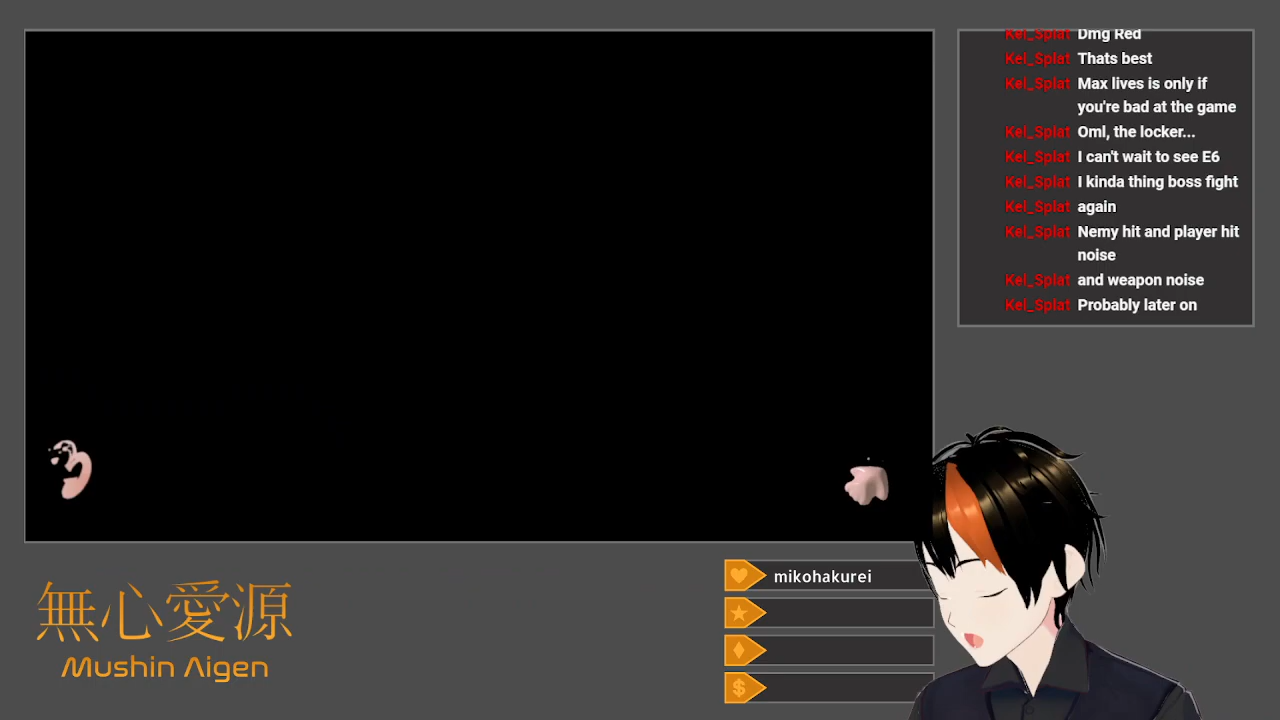 Kel_Splat Dmg Red
Kel_Splat Thats best
Kel_Splat Max lives is only if
you're bad at the game
Kel_Splat Oml, the locker...
Kel_Splat I can't wait to see E6
Kel_Splat I kinda thing boss fight
Kel_Splat again
Kel_Splat Nemy hit and player hit
noise
Kel_Splat and weapon noise
Kel_Splat Probably later on
無心愛源
Mushin Aigen
mikohakurei
$